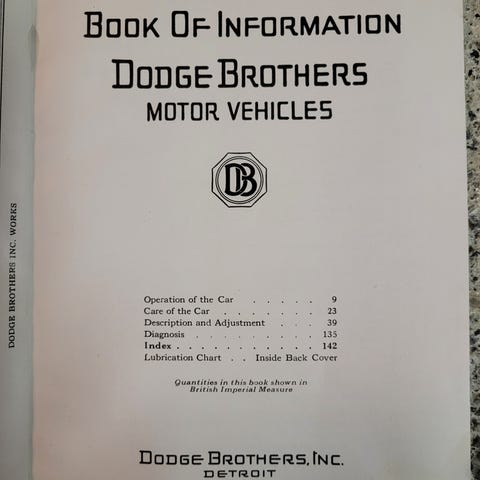 BOOK OF INFORMATION
DODGE BROTHERS
MOTOR VEHICLES
DB
Operation of the Car . . . . . 9
Care of the Car . . . . . . . 23
Description and Adjustment . . . 39
Diagnosis . . . . . . . . . 135
Index . . . . . . . . . . 142
Lubrication Chart . . Inside Back Cover
Quantities in this book shown in
British Imperial Measure
DODGE BROTHERS, INC.
DETROIT
DODGE BROTHERS INC. WORKS